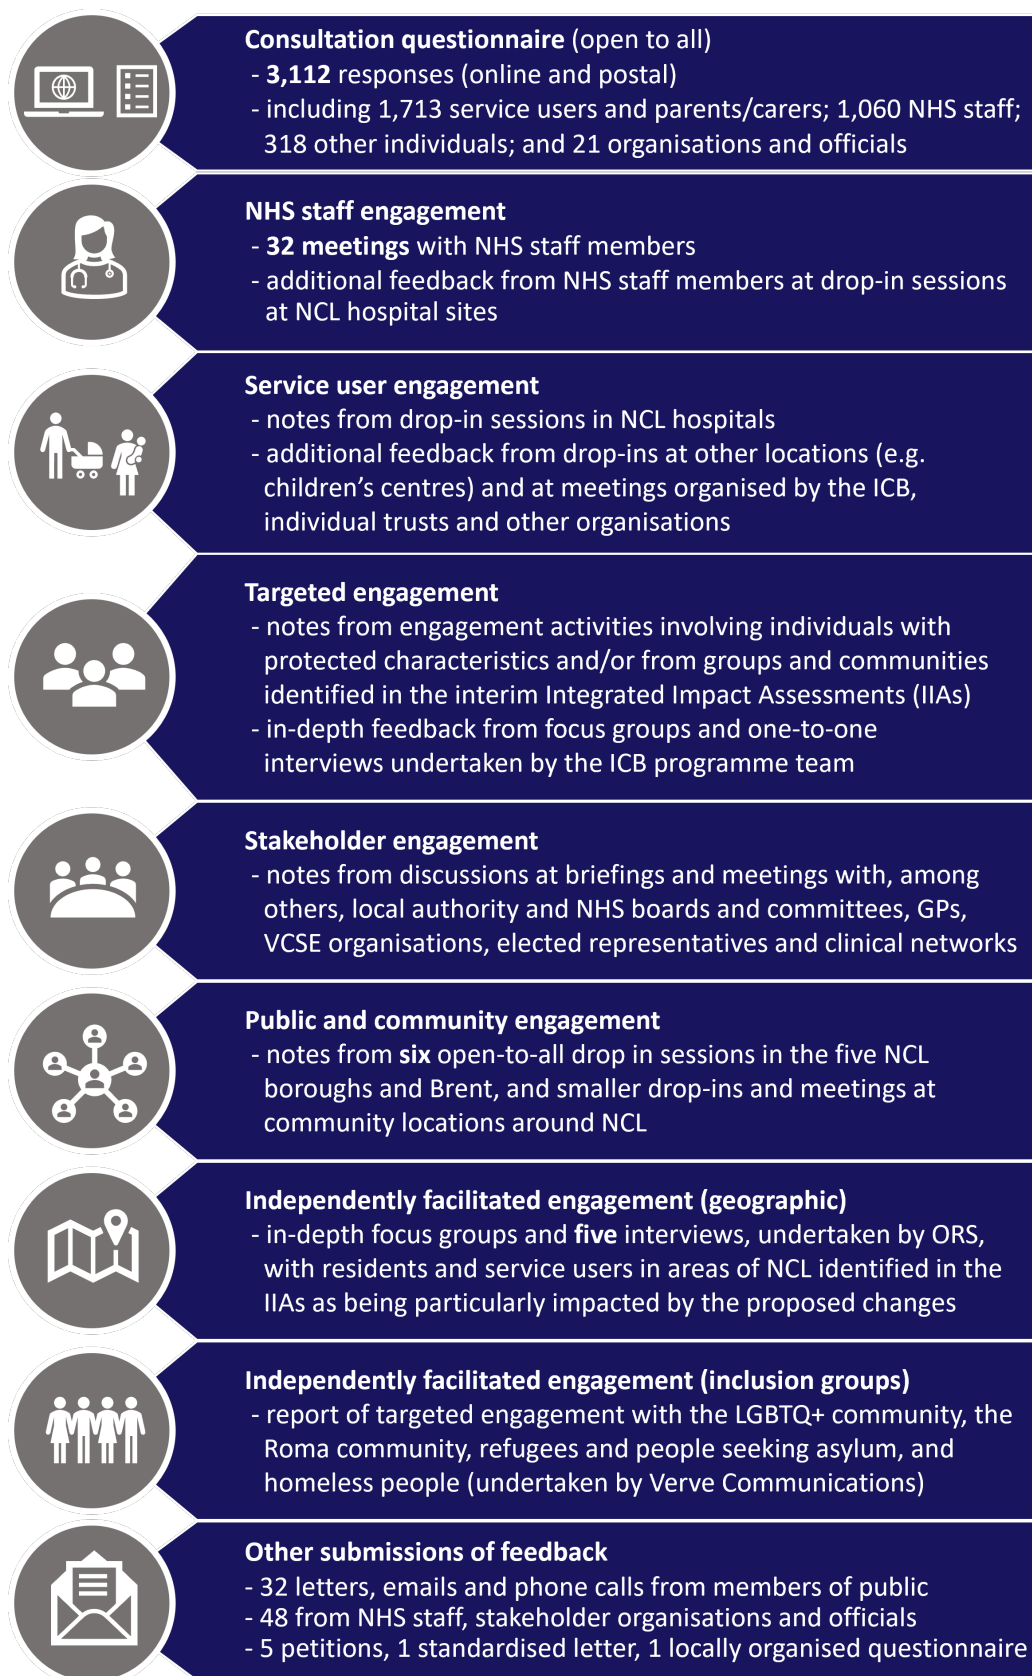 Consultation questionnaire (open to all)
- 3,112 responses (online and postal)
- including 1,713 service users and parents/carers; 1,060 NHS staff;
318 other individuals; and 21 organisations and officials
NHS staff engagement
- 32 meetings with NHS staff members
- additional feedback from NHS staff members at drop-in sessions
at NCL hospital sites
Service user engagement
- notes from drop-in sessions in NCL hospitals
- additional feedback from drop-ins at other locations (e.g.
children’s centres) and at meetings organised by the ICB,
individual trusts and other organisations
Targeted engagement
- notes from engagement activities involving individuals with
protected characteristics and/or from groups and communities
identified in the interim Integrated Impact Assessments (IIAs)
- in-depth feedback from focus groups and one-to-one
interviews undertaken by the ICB programme team
Stakeholder engagement
- notes from discussions at briefings and meetings with, among
others, local authority and NHS boards and committees, GPs,
VCSE organisations, elected representatives and clinical networks
Public and community engagement
- notes from six open-to-all drop in sessions in the five NCL
boroughs and Brent, and smaller drop-ins and meetings at
community locations around NCL
Independently facilitated engagement (geographic)
- in-depth focus groups and five interviews, undertaken by ORS,
with residents and service users in areas of NCL identified in the
IIAs as being particularly impacted by the proposed changes
Independently facilitated engagement (inclusion groups)
- report of targeted engagement with the LGBTQ+ community, the
Roma community, refugees and people seeking asylum, and
homeless people (undertaken by Verve Communications)
Other submissions of feedback
- 32 letters, emails and phone calls from members of public
- 48 from NHS staff, stakeholder organisations and officials
- 5 petitions, 1 standardised letter, 1 locally organised questionnaire